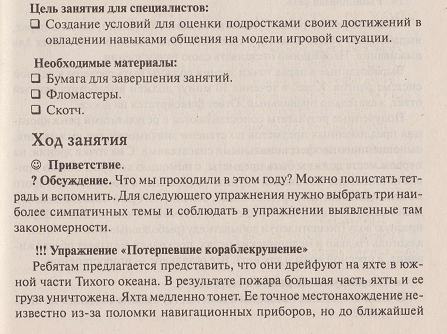 Цель занятия для специалистов:
❑ Создание условий для оценки подростками своих достижений в
овладении навыками общения на модели игровой ситуации.
Необходимые материалы:
❑ Бумага для завершения занятий.
❑ Фломастеры.
❑ Скотч.
Ход занятия
☺ Приветствие.
? Обсуждение. Что мы проходили в этом году? Можно полистать тет-
радь и вспомнить. Для следующего упражнения нужно выбрать три наи-
более симпатичных темы и соблюдать в упражнении выявленные там
закономерности.
!!! Упражнение «Потерпевшие кораблекрушение»
Ребятам предлагается представить, что они дрейфуют на яхте в юж-
ной части Тихого океана. В результате пожара большая часть яхты и ее
груза уничтожена. Яхта медленно тонет. Ее точное местонахождение не-
известно из-за поломки навигационных приборов, но до ближайшей